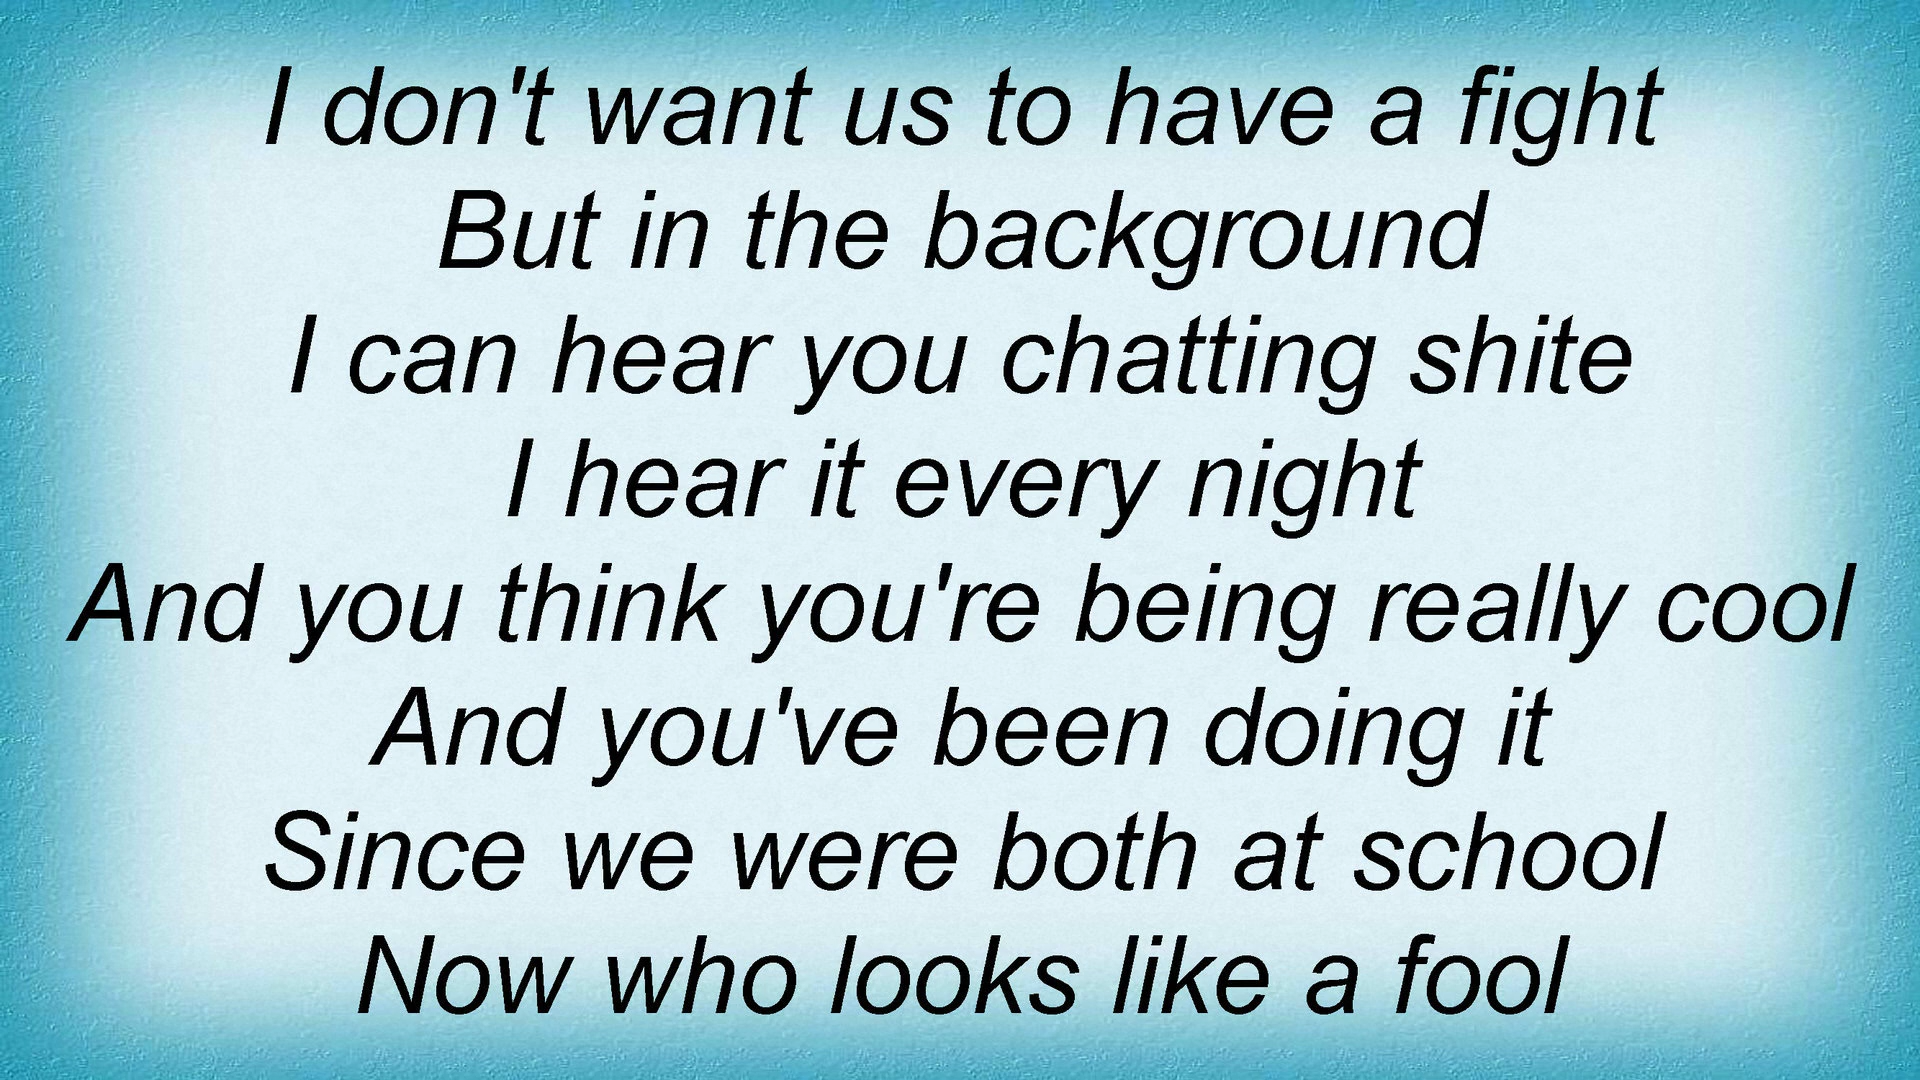 I don't want us to have a fight
But in the background
I can hear you chatting shite
I hear it every night
And you think you're being really cool
And you've been doing it
Since we were both at school
Now who looks like a fool